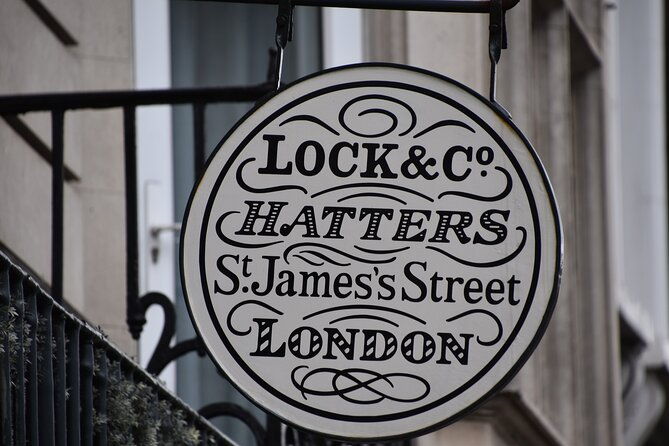 LOCK & Cº
HATTERS
St. James's Street
LONDON